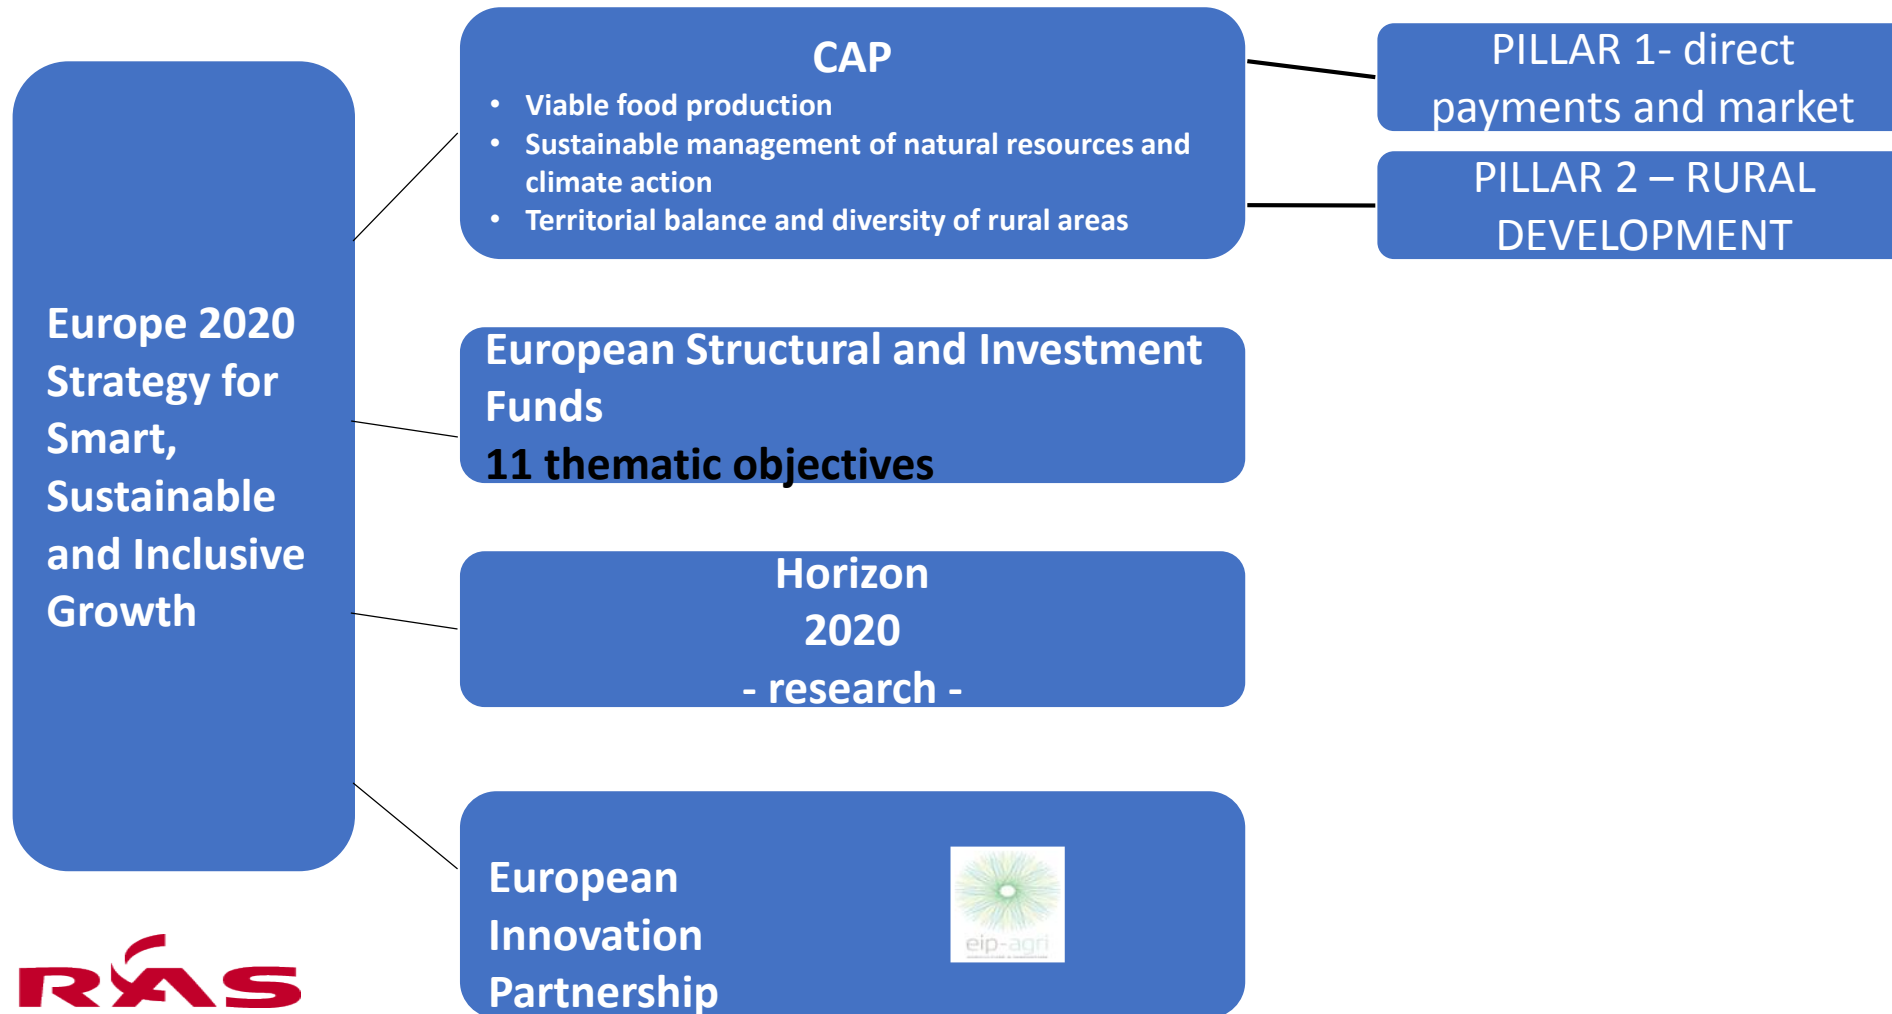 CAP
• Viable food production
• Sustainable management of natural resources and
climate action
• Territorial balance and diversity of rural areas
PILLAR 1- direct
payments and market
PILLAR 2 – RURAL
DEVELOPMENT
Europe 2020
Strategy for
Smart,
Sustainable
and Inclusive
Growth
European Structural and Investment
Funds
11 thematic objectives
Horizon
2020
- research -
European
Innovation
Partnership
eip-agri
RAS